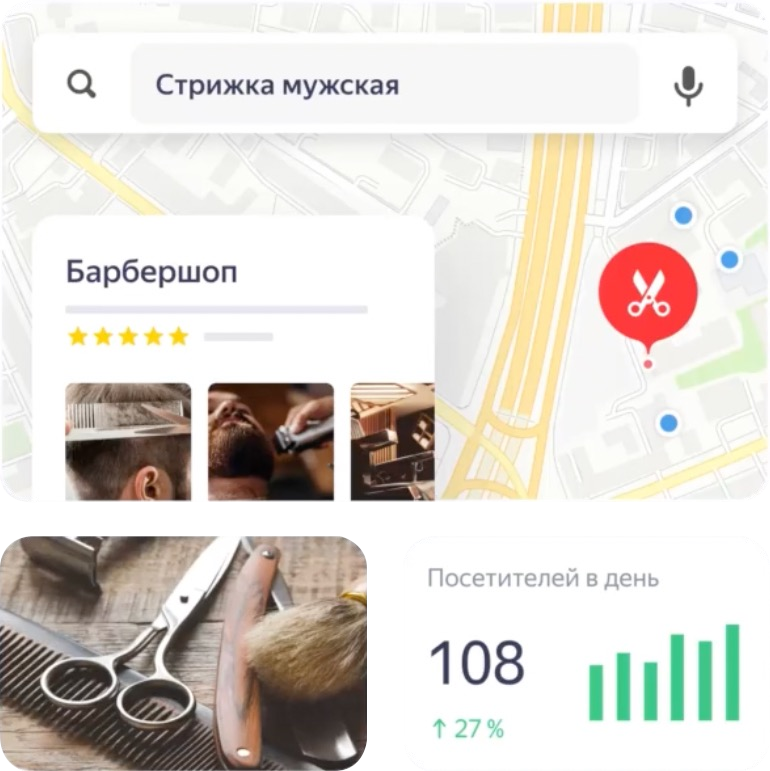 Стрижка мужская
Барбершоп
Посетителей в день
108
↑ 27 %